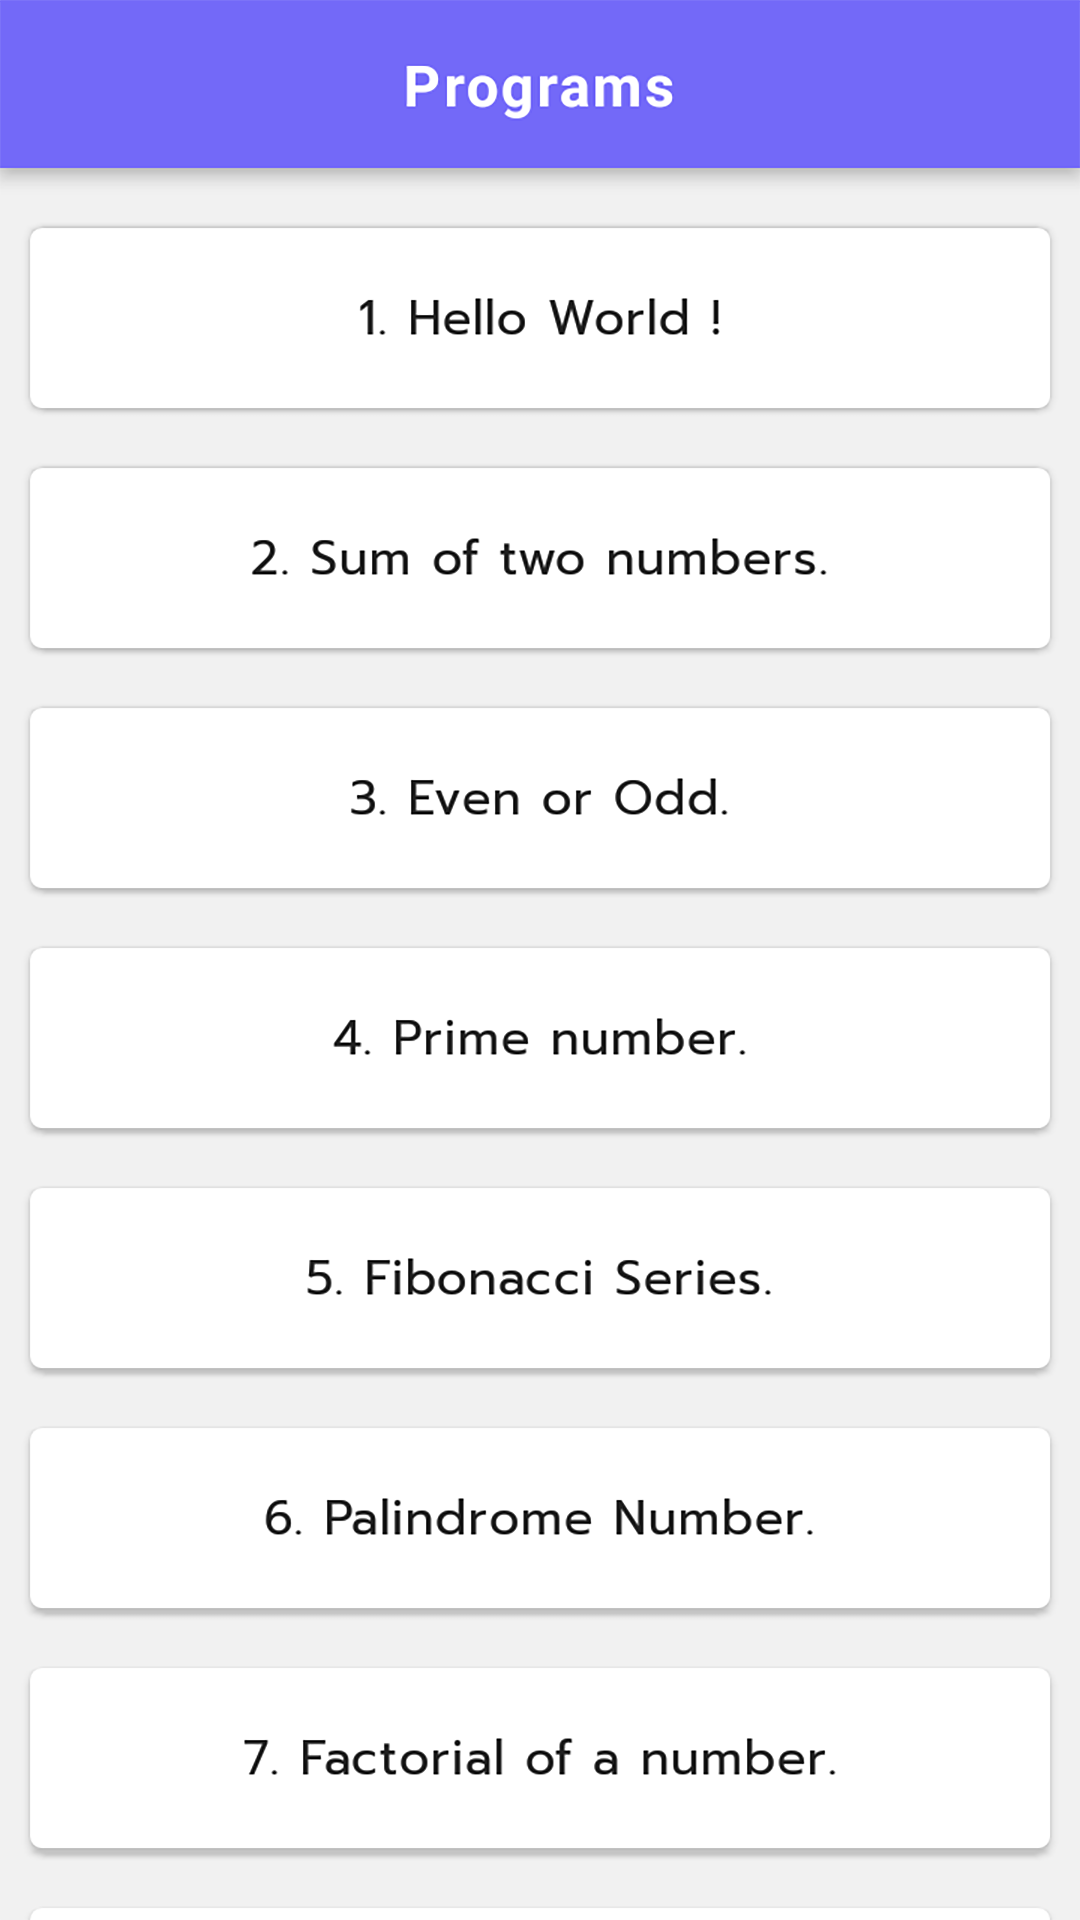 Programs
1. Hello World !
2. Sum of two numbers.
3. Even or Odd.
4. Prime number.
5. Fibonacci Series.
6. Palindrome Number.
7. Factorial of a number.